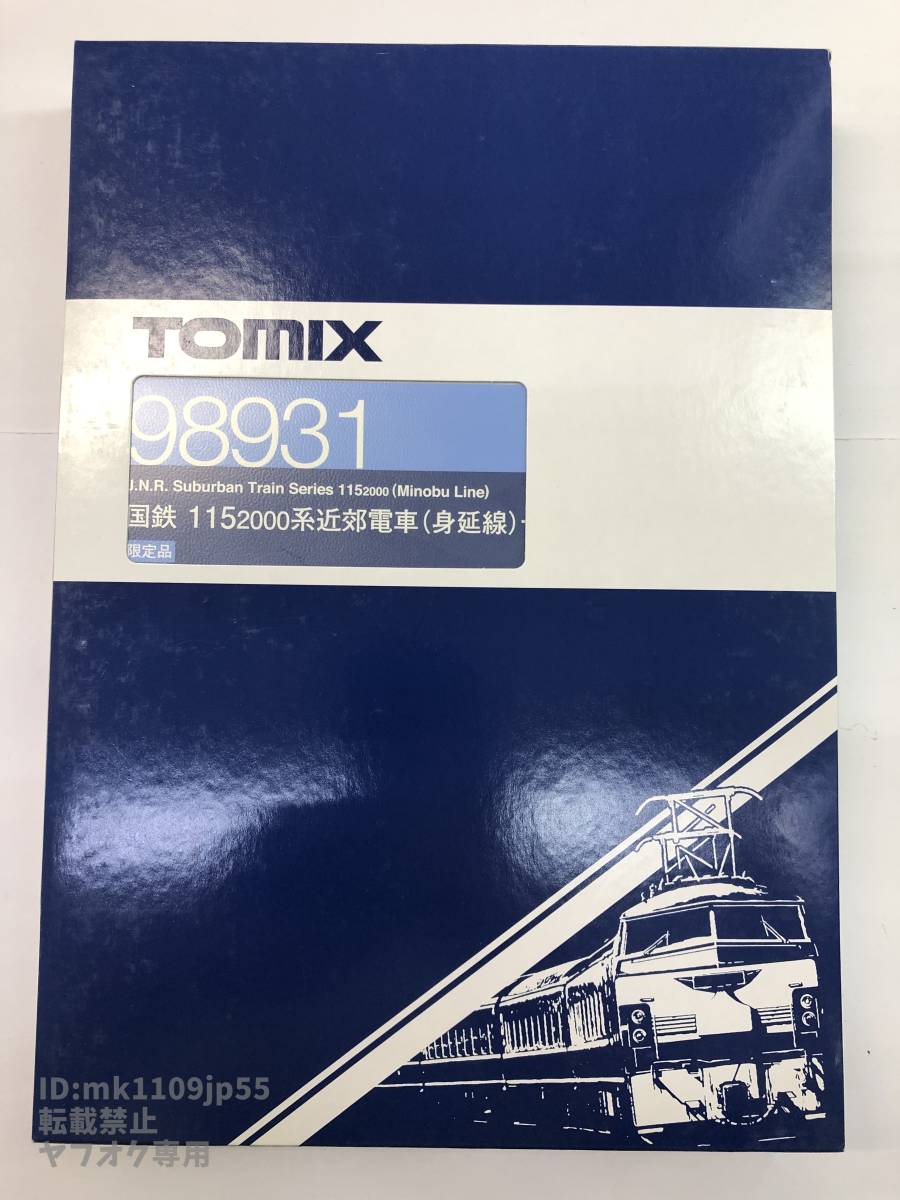 TOMIX
98931
J.N.R. Suburban Train Series 1152000 (Minobu Line)
国鉄 1152000系近郊電車(身延線)
限定品
ID:mk1109jp55
転載禁止
ヤフオク専用